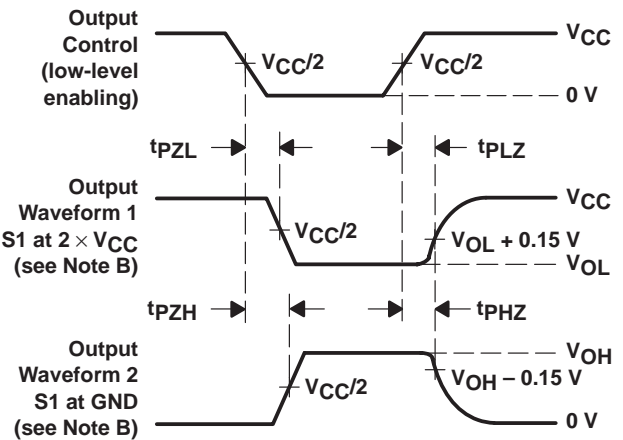 Output
Control
(low-level
enabling)
VCC/2
VCC/2
VCC
0 V
tPZL
tPLZ
Output
Waveform 1
S1 at 2 × VCC
(see Note B)
VCC/2
VCC
VOL + 0.15 V
VOL
tPZH
tPHZ
Output
Waveform 2
S1 at GND
(see Note B)
VCC/2
VOH
VOH – 0.15 V
0 V